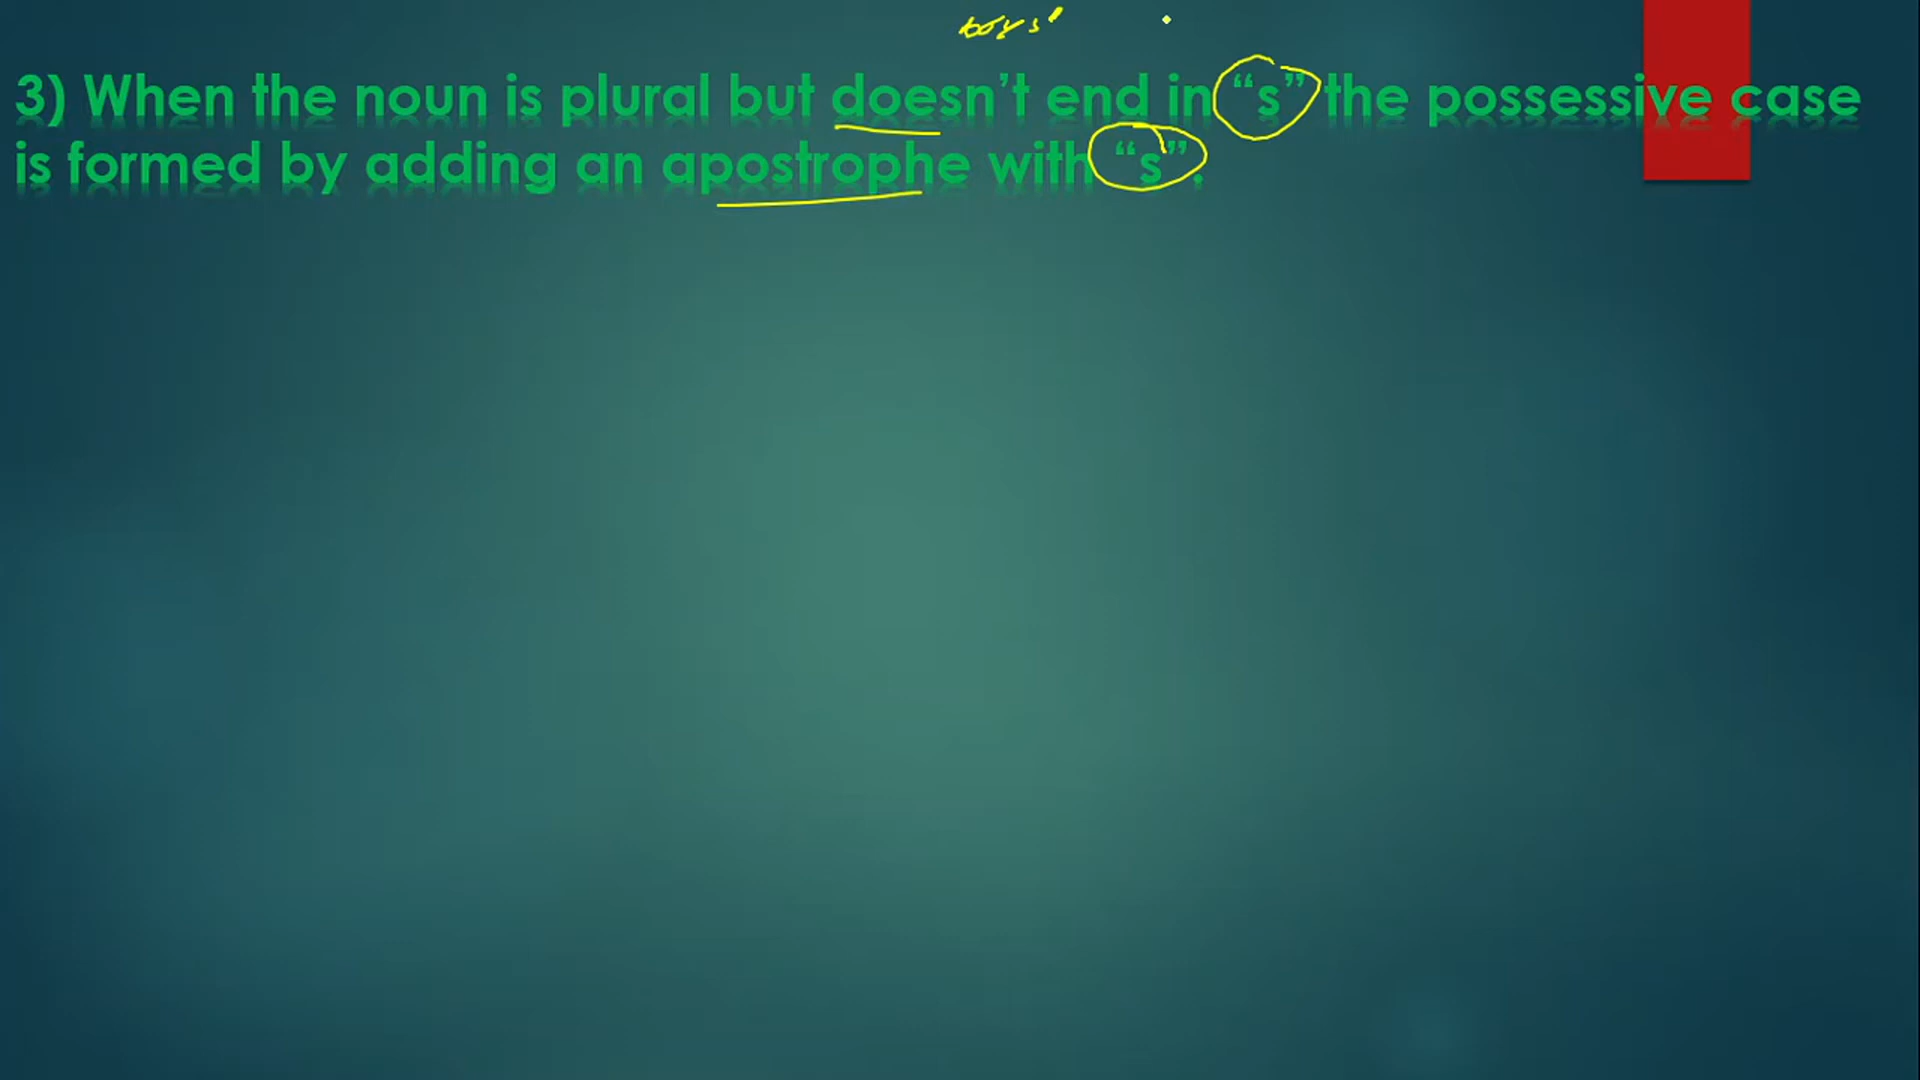 boys'
3) When the noun is plural but doesn’t end in “s” the possessive case
is formed by adding an apostrophe with “s”.